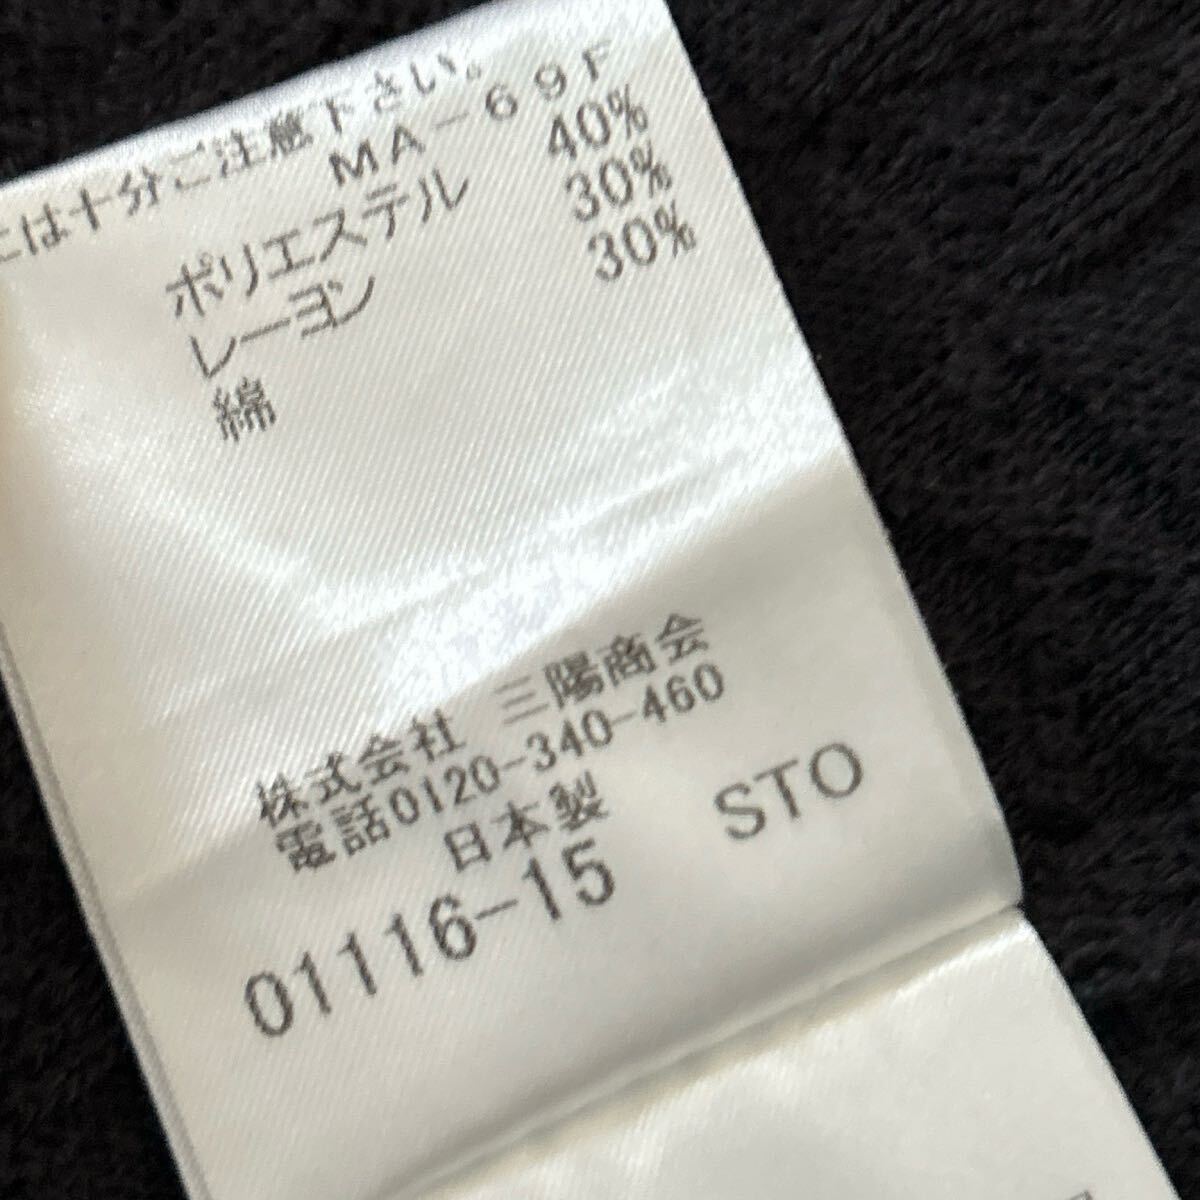 には十分ご注意下さい。
MA-69F
ポリエステル 40%
レーヨン 30%
綿 30%
株式会社 三陽商会
電話0120-340-460
日本製
01116-15 STO